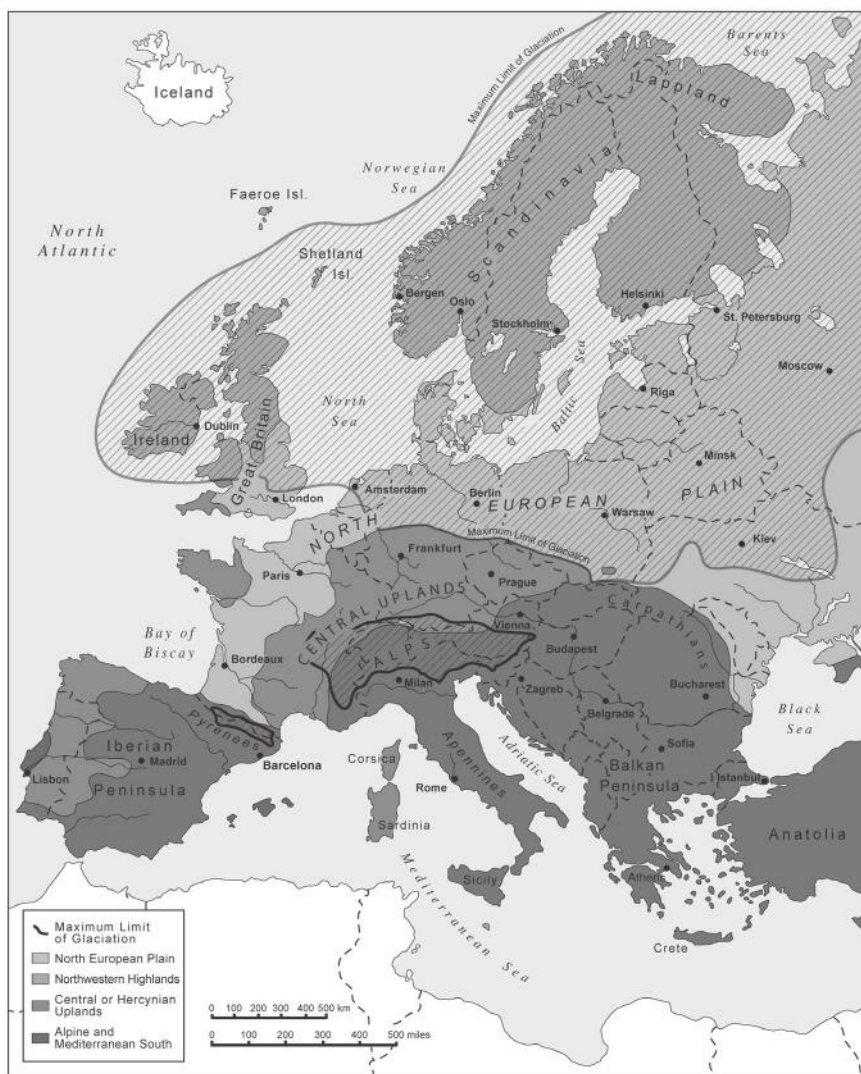 Barents
Sea
Iceland
Maximum Limit of Glaciation
Lappland
Norwegian
Sea
Faeroe Isl.
North
Atlantic
Shetland
Isl.
Scandinavia
Bergen
Oslo
Helsinki
Stockholm
St. Petersburg
Moscow
North
Sea
Baltic Sea
Riga
Dublin
Ireland
Great Britain
Minsk
London
Amsterdam
Berlin
NORTH EUROPEAN PLAIN
Warsaw
Maximum Limit of Glaciation
Kiev
Frankfurt
Paris
Prague
CENTRAL UPLANDS
Carpathians
Vienna
Bay of
Biscay
ALPS
Budapest
Bordeaux
Milan
Zagreb
Bucharest
Belgrade
Black
Sea
Pyrenees
Adriatic Sea
Sofia
Iberian
Peninsula
Madrid
Lisbon
Barcelona
Corsica
Apennines
Rome
Balkan
Peninsula
Istanbul
Sardinia
Anatolia
Mediterranean Sea
Sicily
Athens
Crete
Maximum Limit
of Glaciation
North European Plain
Northwestern Highlands
Central or Hercynian
Uplands
Alpine and
Mediterranean South
0 100 200 300 400 500 km
0 100 200 300 400 500 miles